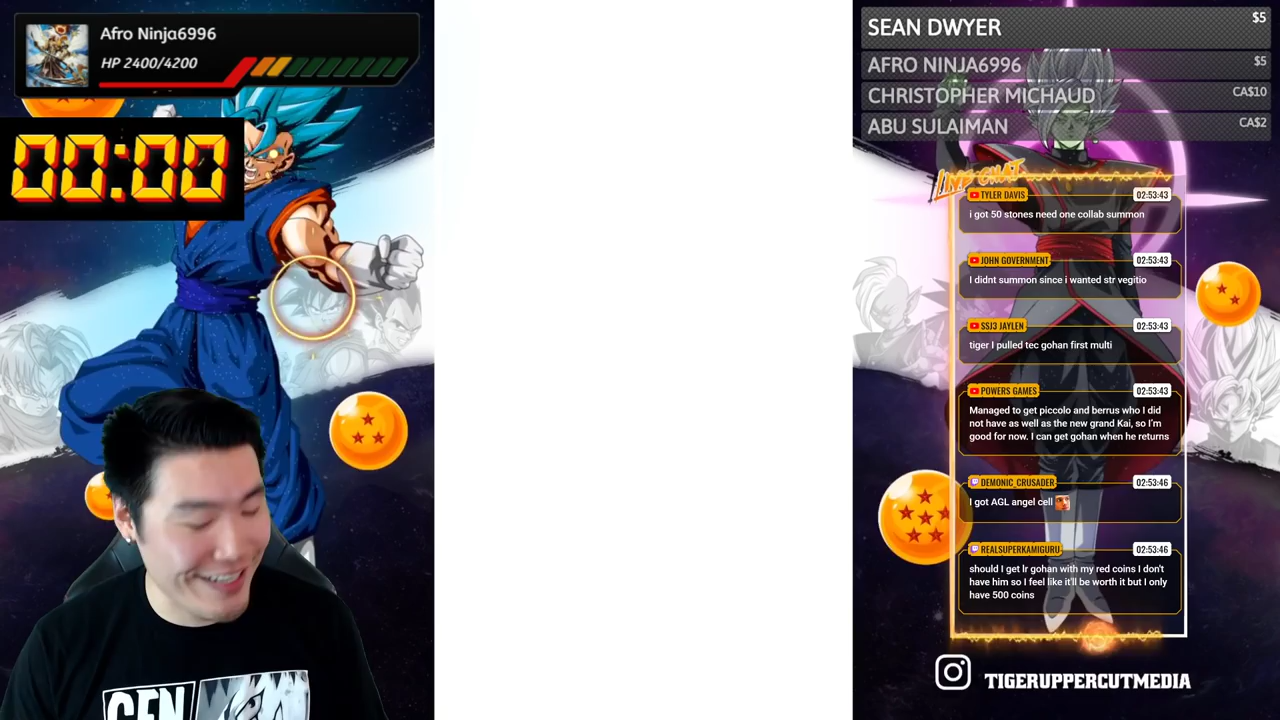 Afro Ninja6996
HP 2400/4200
00:00
SEAN DWYER
$5
AFRO NINJA6996
$5
CHRISTOPHER MICHAUD
CA$10
ABU SULAIMAN
CA$2
LIVE CHAT
TYLER DAVIS
02:53:43
i got 50 stones need one collab summon
JOHN GOVERNMENT
02:53:43
I didnt summon since i wanted str vegitio
SSJ3 JAYLEN
02:53:43
tiger I pulled tec gohan first multi
POWERS GAMES
02:53:43
Managed to get piccolo and berrus who I did
not have as well as the new grand Kai, so I'm
good for now. I can get gohan when he returns
DEMONIC_CRUSADER
02:53:46
I got AGL angel cell
REALSUPERKAMIGURU
02:53:46
should I get lr gohan with my red coins I don't
have him so I feel like it'll be worth it but I only
have 500 coins
TIGERUPPERCUTMEDIA